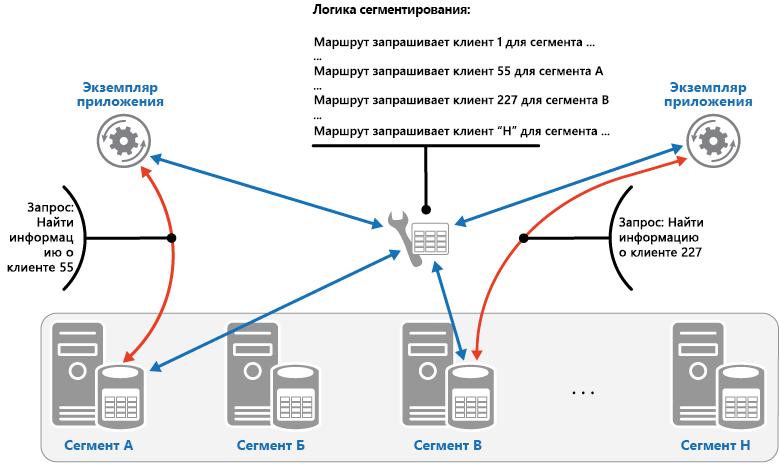 Логика сегментирования:
Маршрут запрашивает клиент 1 для сегмента ...
...
Маршрут запрашивает клиент 55 для сегмента А
...
Маршрут запрашивает клиент 227 для сегмента В
...
Маршрут запрашивает клиент “Н” для сегмента ...
Экземпляр
приложения
Экземпляр
приложения
Запрос:
Найти
информац
ию о
клиенте 55
Запрос: Найти
информацию
о клиенте 227
...
Сегмент А
Сегмент Б
Сегмент В
Сегмент Н